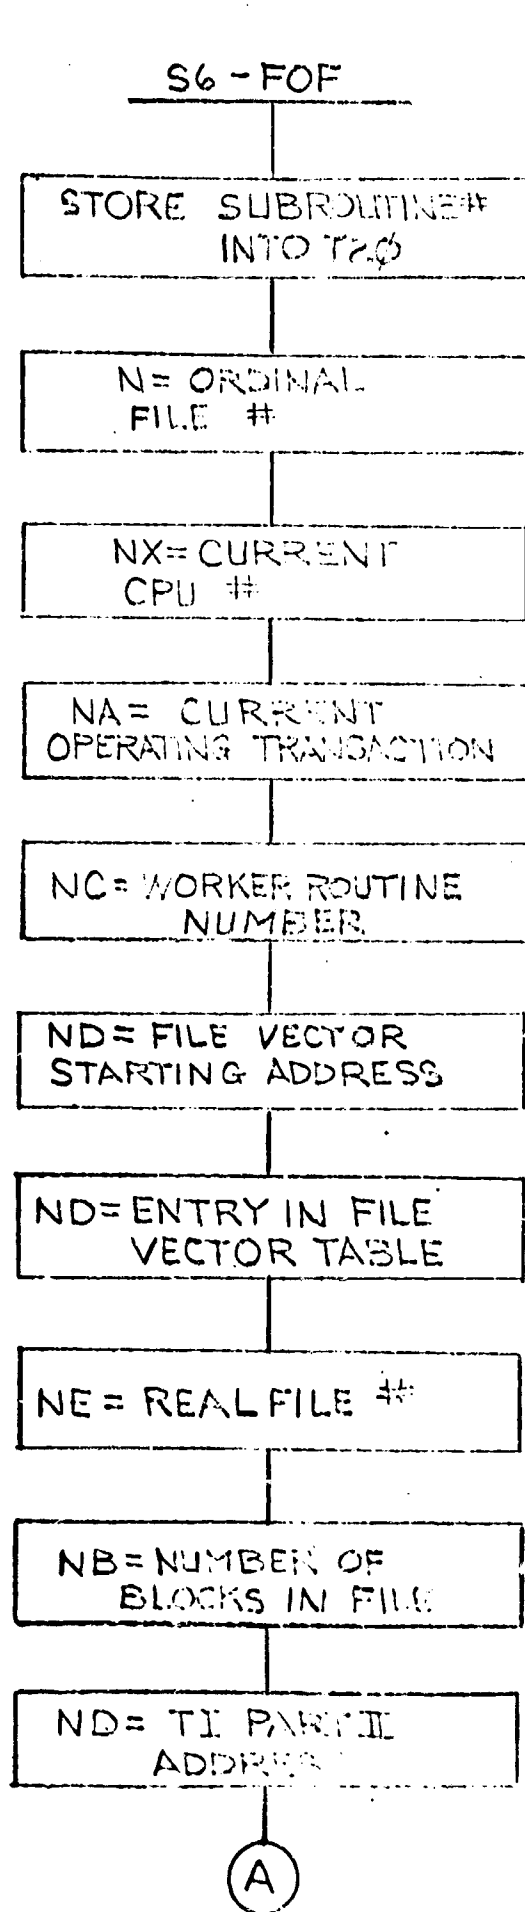 S6 - FOF
STORE SUBROUTINE#
INTO T2Ø
N= ORDINAL
FILE #
NX= CURRENT
CPU #
NA= CURRENT
OPERATING TRANSACTION
NC= WORKER ROUTINE
NUMBER
ND= FILE VECTOR
STARTING ADDRESS
ND= ENTRY IN FILE
VECTOR TABLE
NE= REAL FILE #
NB= NUMBER OF
BLOCKS IN FILE
ND= TI PART II
ADDRESS
A